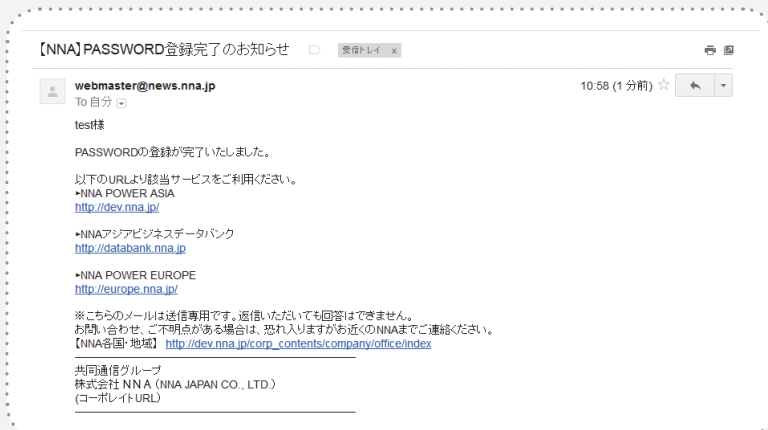 【NNA】PASSWORD登録完了のお知らせ 受信トレイ x
webmaster@news.nna.jp 10:58 (1 分前)
To 自分
test様
PASSWORDの登録が完了いたしました。
以下のURLより該当サービスをご利用ください。
►NNA POWER ASIA
http://dev.nna.jp/
►NNAアジアビジネスデータバンク
http://databank.nna.jp
►NNA POWER EUROPE
http://europe.nna.jp/
※こちらのメールは送信専用です。返信いただいても回答はできません。
お問い合わせ、ご不明点がある場合は、恐れ入りますがお近くのNNAまでご連絡ください。
【NNA各国・地域】 http://dev.nna.jp/corp_contents/company/office/index
共同通信グループ
株式会社 ＮＮＡ （NNA JAPAN CO., LTD.）
(コーポレイトURL）